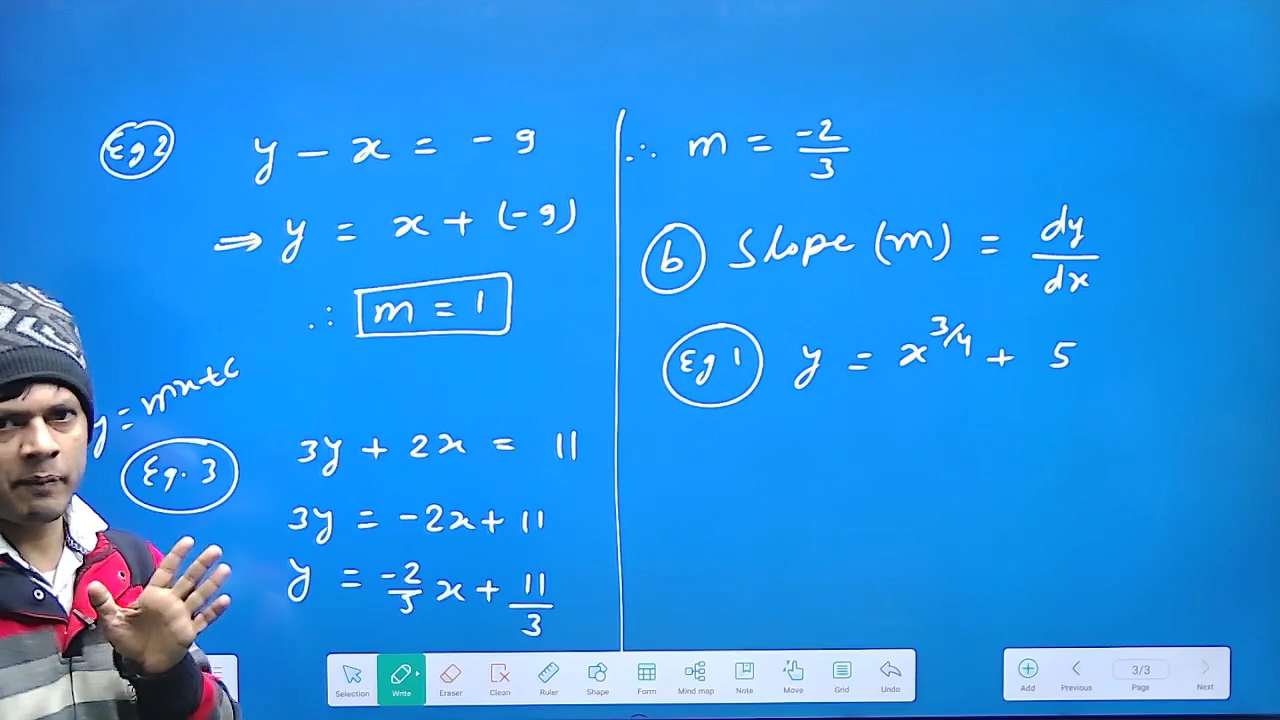 Eg 2 y - x = - 9
⇒ y = x + (-9)
∴ m = 1
y = mx+c
Eg. 3 3y + 2x = 11
3y = -2x + 11
y = -2/3 x + 11/3
∴ m = -2/3
b Slope (m) = dy/dx
Eg 1 y = x^3/4 + 5
Selection Write Eraser Clean Ruler Shape Form Mind map Note Move Grid Undo
Add Previous 3/3 Page Next